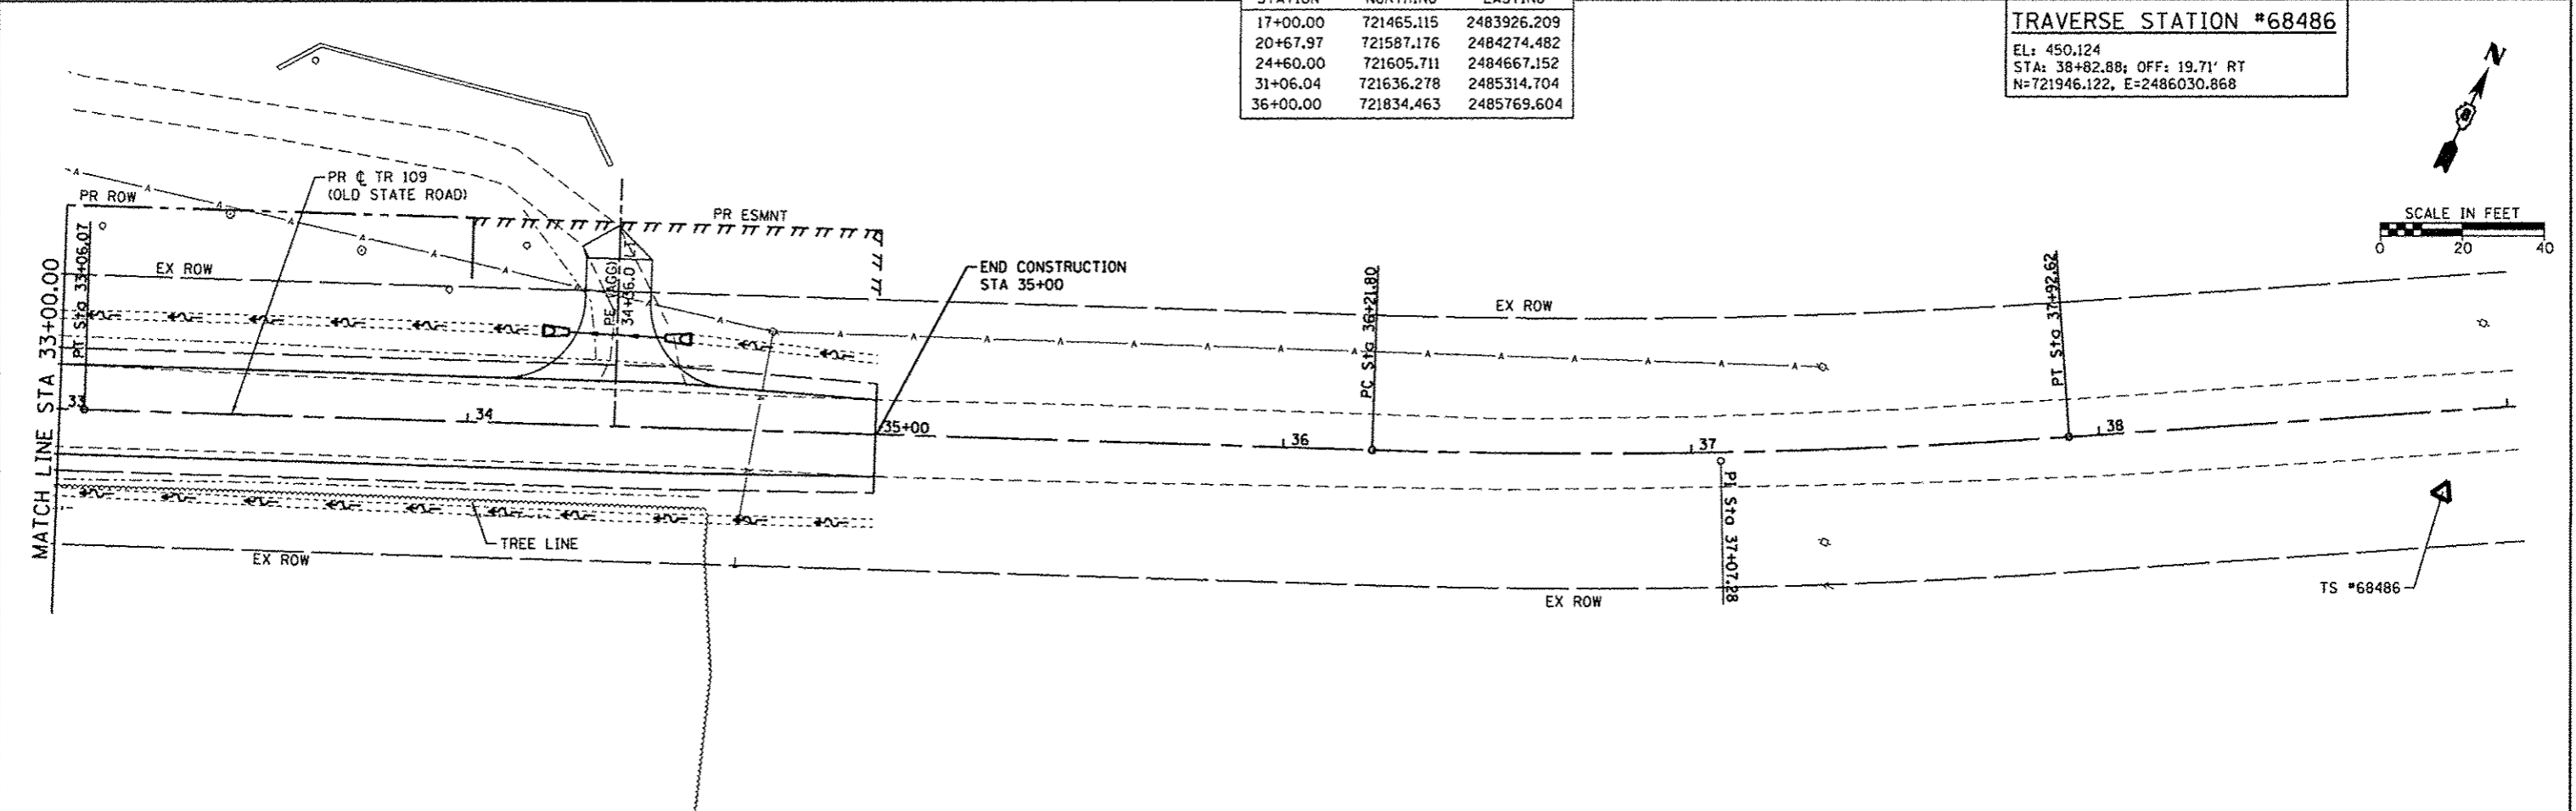 STATION NORTHING EASTING
17+00.00 721465.115 2483926.209
20+67.97 721587.176 2484274.482
24+60.00 721605.711 2484667.152
31+06.04 721636.278 2485314.704
36+00.00 721834.463 2485769.604
TRAVERSE STATION #68486
EL: 450.124
STA: 38+82.88; OFF: 19.71' RT
N=721946.122, E=2486030.868
N
SCALE IN FEET
0 20 40
PR ℄ TR 109
(OLD STATE ROAD)
PR ROW
PR ESMNT
EX ROW
END CONSTRUCTION
STA 35+00
EX ROW
MATCH LINE STA 33+00.00
PT Sta 33+06.07
PE (AGG)
34+36.0 LT
PC Sta 36+21.80
PT Sta 37+92.62
33
34
35+00
36
37
38
PI Sta 37+07.28
TREE LINE
EX ROW
EX ROW
TS #68486